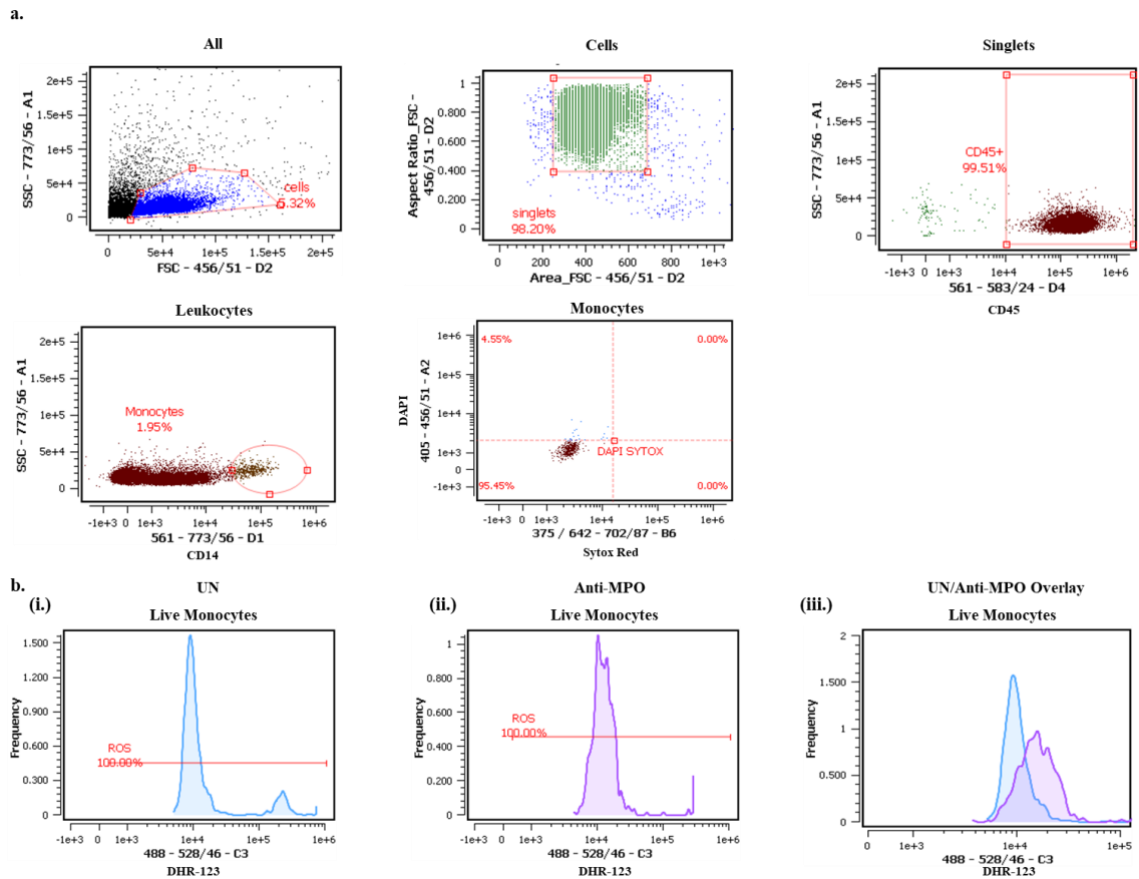 a.
All
SSC - 773/56 - A1
2e+5
1.5e+5
1e+5
5e+4
0
cells
5.32%
0
5e+4
1e+5
1.5e+5
2e+5
FSC - 456/51 - D2
Cells
Aspect Ratio_FSC -
456/51 - D2
1
0.800
0.600
0.400
0.200
0
singlets
98.20%
0
200
400
600
800
1e+3
Area_FSC - 456/51 - D2
Singlets
SSC - 773/56 - A1
2e+5
1.5e+5
1e+5
5e+4
0
CD45+
99.51%
-1e+3
0
1e+3
1e+4
1e+5
1e+6
561 - 583/24 - D4
CD45
Leukocytes
SSC - 773/56 - A1
2e+5
1.5e+5
1e+5
5e+4
0
Monocytes
1.95%
-1e+3
0
1e+3
1e+4
1e+5
1e+6
561 - 773/56 - D1
CD14
Monocytes
DAPI
405 - 456/51 - A2
1e+6
1e+5
1e+4
1e+3
0
-1e+3
4.55%
0.00%
DAPI SYTOX
95.45%
0.00%
-1e+3
0
1e+3
1e+4
1e+5
1e+6
375 / 642 - 702/87 - B6
Sytox Red
b.
UN
(i.)
Live Monocytes
Frequency
1.500
1.200
0.900
0.600
0.300
0
ROS
100.00%
-1e+3
0
1e+3
1e+4
1e+5
1e+6
488 - 528/46 - C3
DHR-123
Anti-MPO
(ii.)
Live Monocytes
Frequency
1
0.800
0.600
0.400
0.200
0
ROS
100.00%
-1e+3
0
1e+3
1e+4
1e+5
1e+6
488 - 528/46 - C3
DHR-123
UN/Anti-MPO Overlay
(iii.)
Live Monocytes
Frequency
2
1.500
1
0.500
0
0
1e+3
1e+4
1e+5
488 - 528/46 - C3
DHR-123